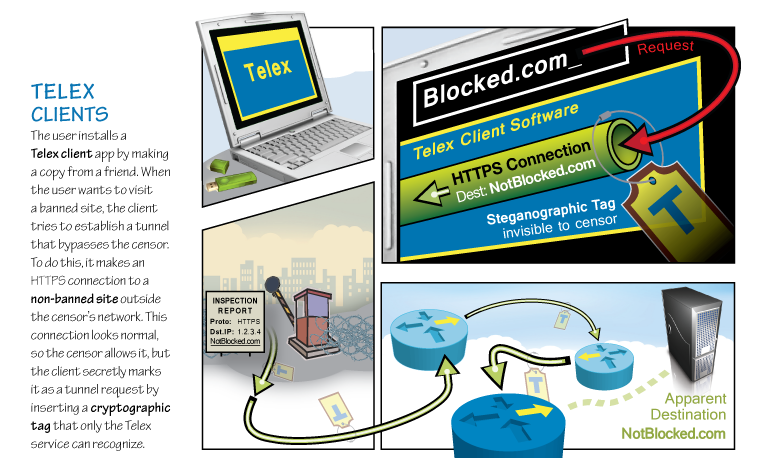 TELEX
CLIENTS
The user installs a
Telex client app by making
a copy from a friend. When
the user wants to visit
a banned site, the client
tries to establish a tunnel
that bypasses the censor.
To do this, it makes an
HTTPS connection to a
non-banned site outside
the censor's network. This
connection looks normal,
so the censor allows it, but
the client secretly marks
it as a tunnel request by
inserting a cryptographic
tag that only the Telex
service can recognize.
Telex
Blocked.com_
Request
Telex Client Software
HTTPS Connection
Dest: NotBlocked.com
Steganographic Tag
invisible to censor
T
INSPECTION
REPORT
Proto: HTTPS
Dst.IP: 1.2.3.4
NotBlocked.com
T
T
T
T
Apparent
Destination
NotBlocked.com